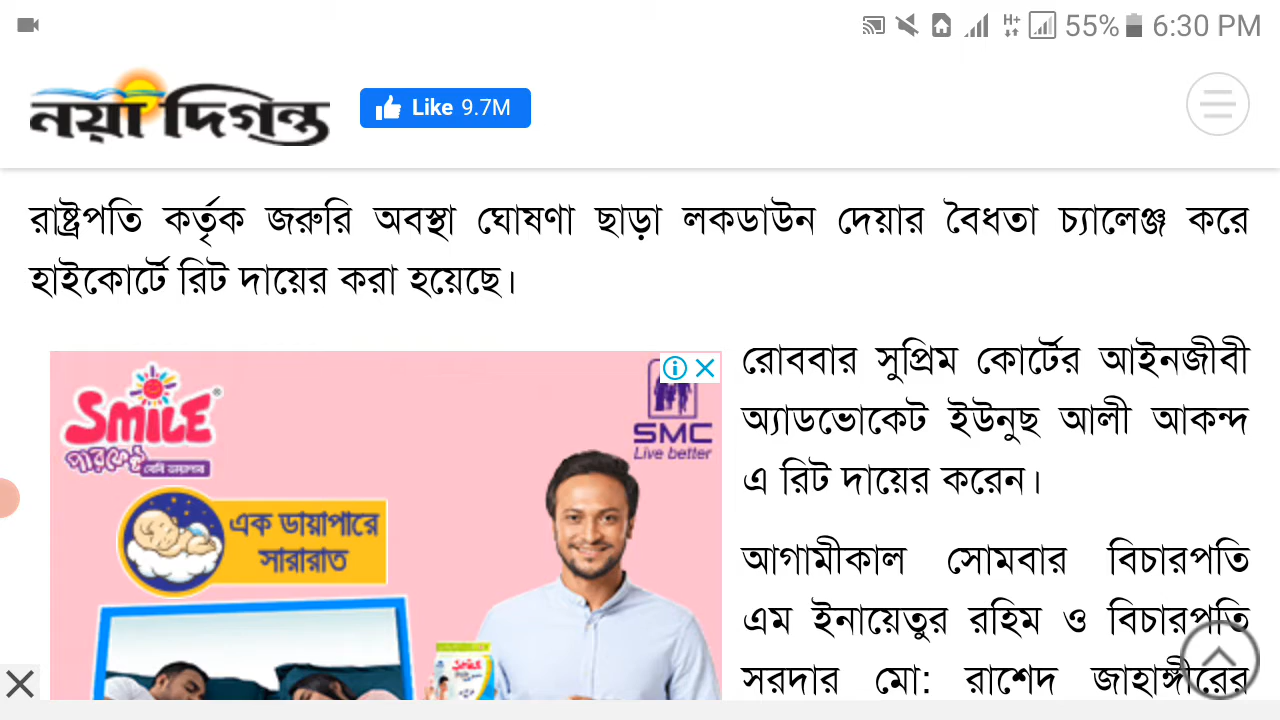 55% 6:30 PM
নয়া দিগন্ত
Like 9.7M
রাষ্ট্রপতি কর্তৃক জরুরি অবস্থা ঘোষণা ছাড়া লকডাউন দেয়ার বৈধতা চ্যালেঞ্জ করে
হাইকোর্টে রিট দায়ের করা হয়েছে।
SMILE
পারফেক্ট
বেবি ডায়াপার
SMC
Live better
এক ডায়াপারে
সারারাত
রোববার সুপ্রিম কোর্টের আইনজীবী
অ্যাডভোকেট ইউনুছ আলী আকন্দ
এ রিট দায়ের করেন।
আগামীকাল সোমবার বিচারপতি
এম ইনায়েতুর রহিম ও বিচারপতি
সরদার মো: রাশেদ জাহাঙ্গীরের